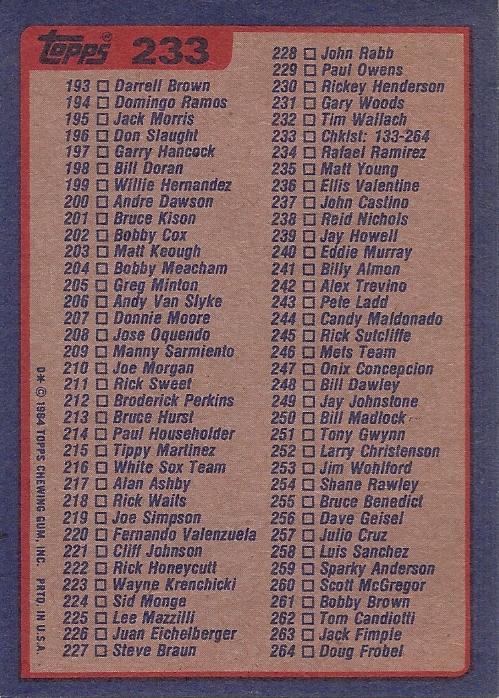 Topps 233
193 □ Darrell Brown
194 □ Domingo Ramos
195 □ Jack Morris
196 □ Don Slaught
197 □ Garry Hancock
198 □ Bill Doran
199 □ Willie Hernandez
200 □ Andre Dawson
201 □ Bruce Kison
202 □ Bobby Cox
203 □ Matt Keough
204 □ Bobby Meacham
205 □ Greg Minton
206 □ Andy Van Slyke
207 □ Donnie Moore
208 □ Jose Oquendo
209 □ Manny Sarmiento
210 □ Joe Morgan
211 □ Rick Sweet
212 □ Broderick Perkins
213 □ Bruce Hurst
214 □ Paul Householder
215 □ Tippy Martinez
216 □ White Sox Team
217 □ Alan Ashby
218 □ Rick Waits
219 □ Joe Simpson
220 □ Fernando Valenzuela
221 □ Cliff Johnson
222 □ Rick Honeycutt
223 □ Wayne Krenchicki
224 □ Sid Monge
225 □ Lee Mazzilli
226 □ Juan Eichelberger
227 □ Steve Braun
228 □ John Rabb
229 □ Paul Owens
230 □ Rickey Henderson
231 □ Gary Woods
232 □ Tim Wallach
233 □ Chklst: 133-264
234 □ Rafael Ramirez
235 □ Matt Young
236 □ Ellis Valentine
237 □ John Castino
238 □ Reid Nichols
239 □ Jay Howell
240 □ Eddie Murray
241 □ Billy Almon
242 □ Alex Trevino
243 □ Pete Ladd
244 □ Candy Maldonado
245 □ Rick Sutcliffe
246 □ Mets Team
247 □ Onix Concepcion
248 □ Bill Dawley
249 □ Jay Johnstone
250 □ Bill Madlock
251 □ Tony Gwynn
252 □ Larry Christenson
253 □ Jim Wohlford
254 □ Shane Rawley
255 □ Bruce Benedict
256 □ Dave Geisel
257 □ Julio Cruz
258 □ Luis Sanchez
259 □ Sparky Anderson
260 □ Scott McGregor
261 □ Bobby Brown
262 □ Tom Candiotti
263 □ Jack Fimple
264 □ Doug Frobel
D* © 1984 TOPPS CHEWING GUM, INC. PRTD. IN U.S.A.